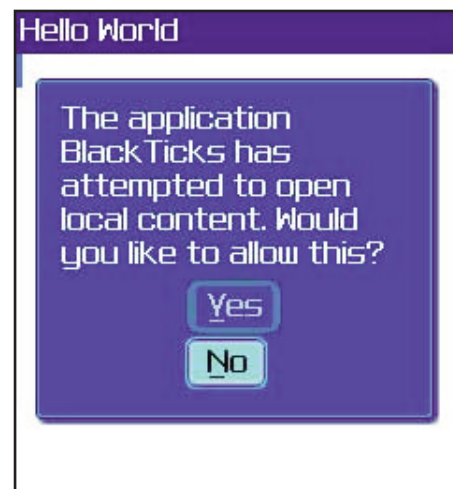 Hello World
The application
BlackTicks has
attempted to open
local content. Would
you like to allow this?
Yes
No